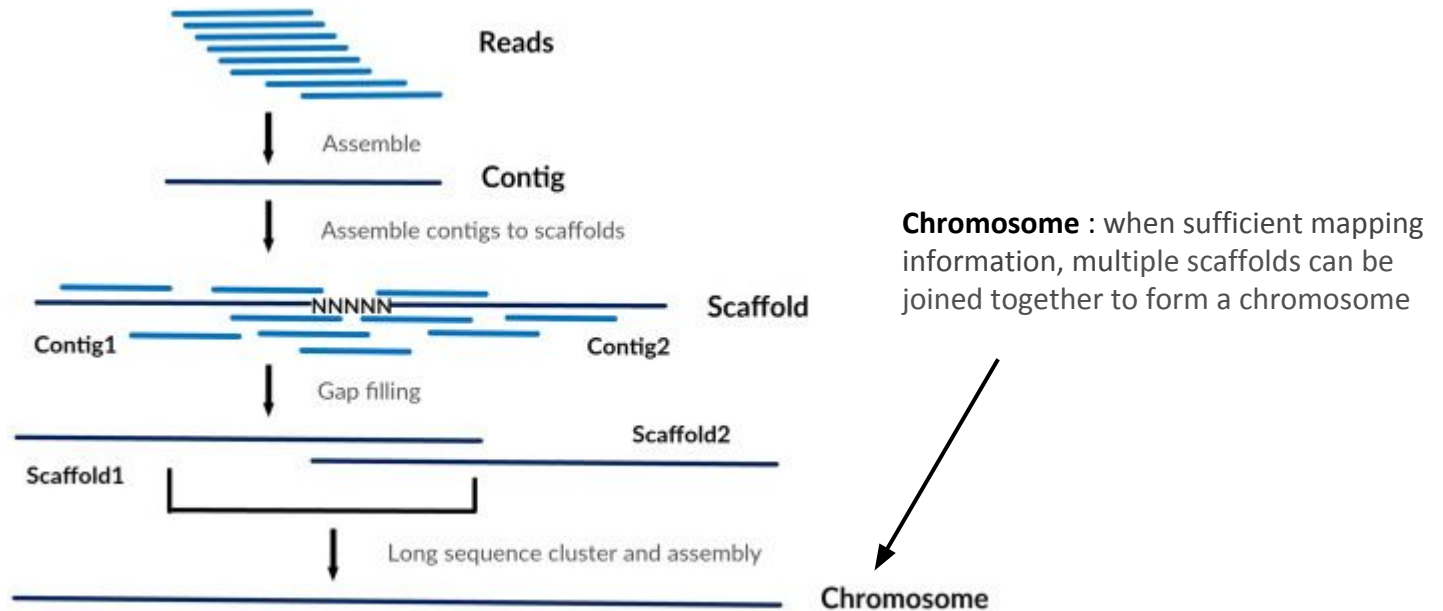 Reads
Assemble
Contig
Assemble contigs to scaffolds
Chromosome : when sufficient mapping
information, multiple scaffolds can be
joined together to form a chromosome
NNNNN
Scaffold
Contig1
Contig2
Gap filling
Scaffold2
Scaffold1
Long sequence cluster and assembly
Chromosome